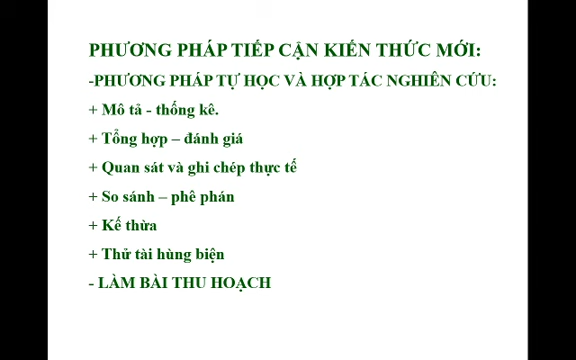 PHƯƠNG PHÁP TIẾP CẬN KIẾN THỨC MỚI:
-PHƯƠNG PHÁP TỰ HỌC VÀ HỢP TÁC NGHIÊN CỨU:
+ Mô tả - thống kê.
+ Tổng hợp – đánh giá
+ Quan sát và ghi chép thực tế
+ So sánh – phê phán
+ Kế thừa
+ Thử tài hùng biện
- LÀM BÀI THU HOẠCH